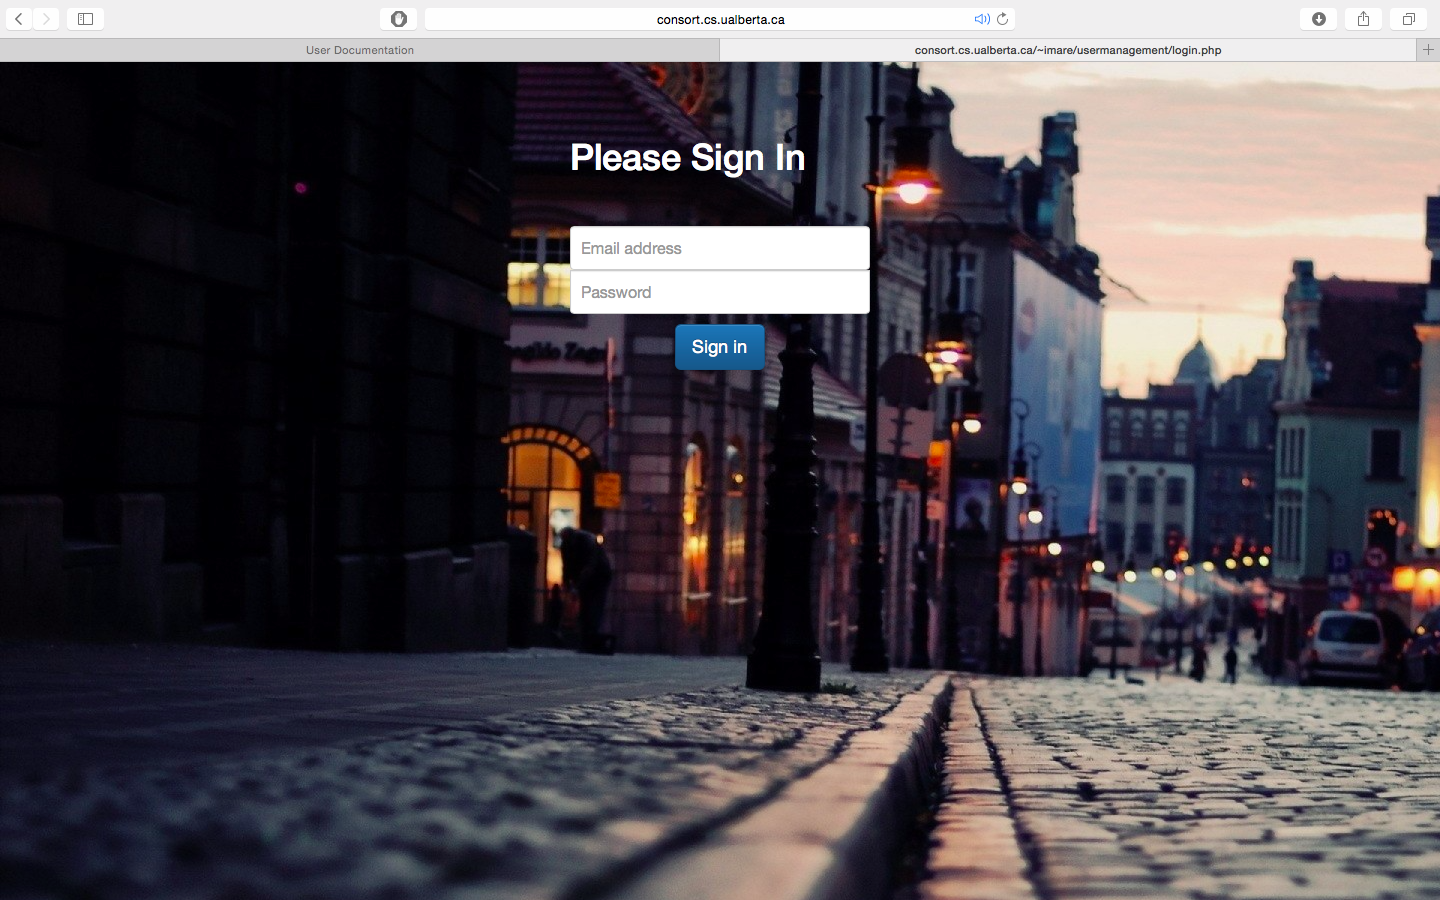 consort.cs.ualberta.ca
User Documentation
consort.cs.ualberta.ca/~imare/usermanagement/login.php
Please Sign In
Email address
Password
Sign in